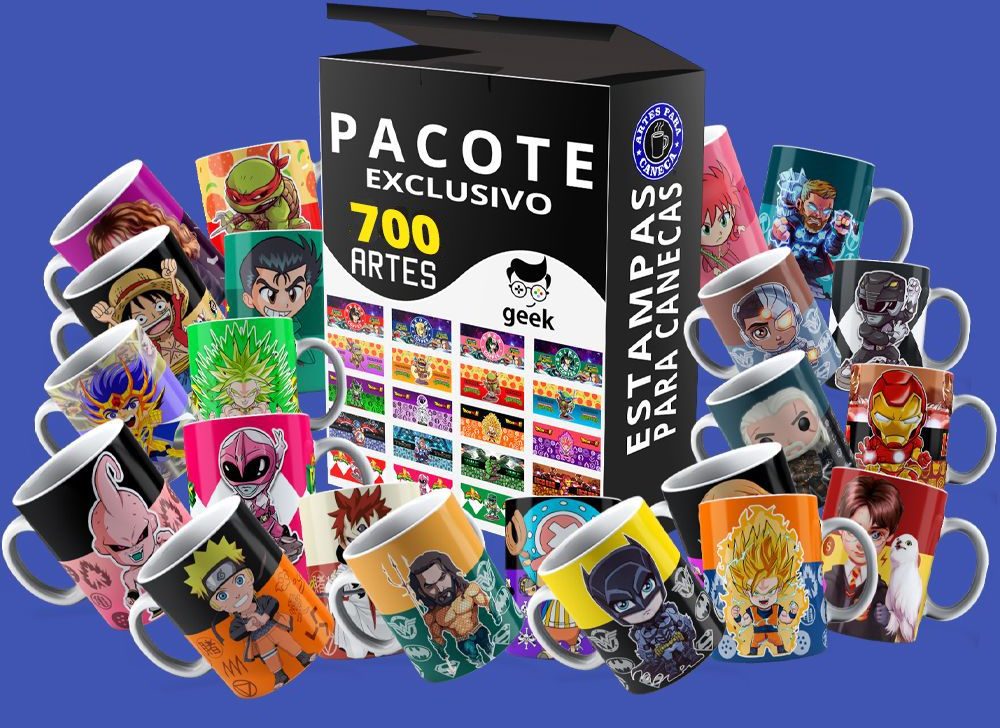 PACOTE
EXCLUSIVO
700
ARTES
geek
ARTES PARA
CANECA
ESTAMPAS
PARA CANECAS